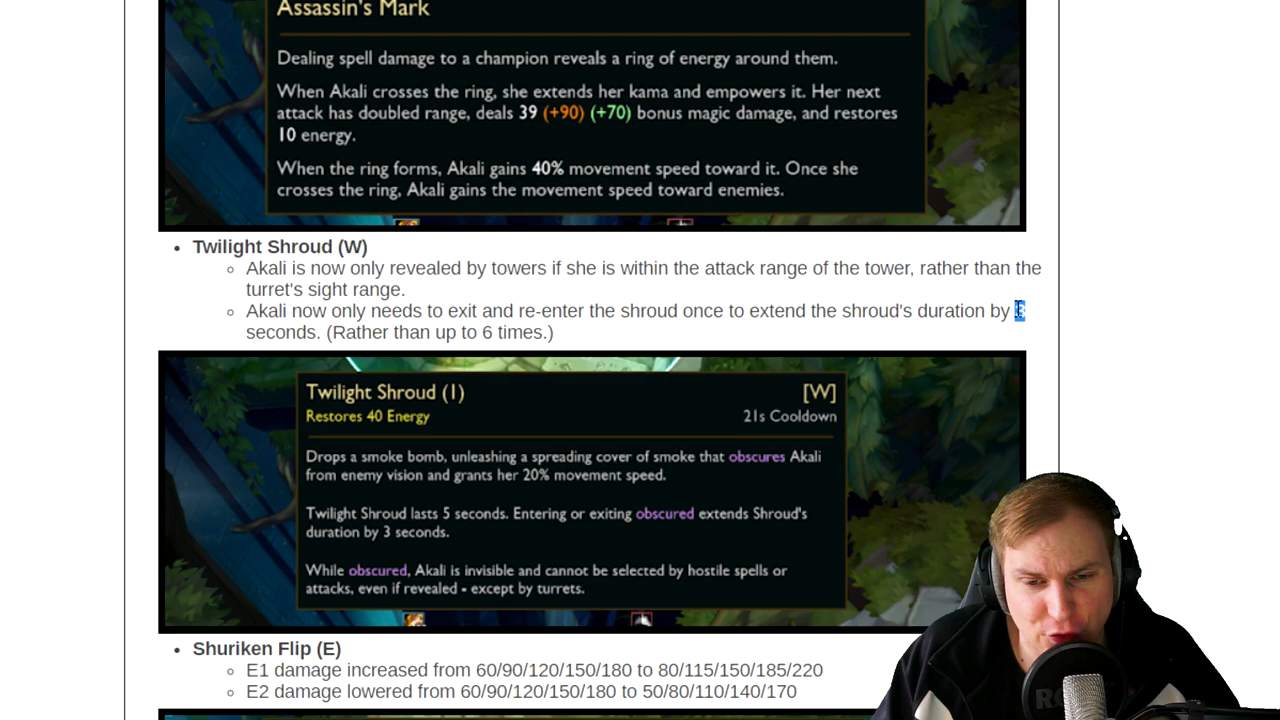 Assassin's Mark
Dealing spell damage to a champion reveals a ring of energy around them.
When Akali crosses the ring, she extends her kama and empowers it. Her next
attack has doubled range, deals 39 (+90) (+70) bonus magic damage, and restores
10 energy.
When the ring forms, Akali gains 40% movement speed toward it. Once she
crosses the ring, Akali gains the movement speed toward enemies.
• Twilight Shroud (W)
○ Akali is now only revealed by towers if she is within the attack range of the tower, rather than the
turret's sight range.
○ Akali now only needs to exit and re-enter the shroud once to extend the shroud's duration by 3
seconds. (Rather than up to 6 times.)
Twilight Shroud (1) [W]
Restores 40 Energy 21s Cooldown
Drops a smoke bomb, unleashing a spreading cover of smoke that obscures Akali
from enemy vision and grants her 20% movement speed.
Twilight Shroud lasts 5 seconds. Entering or exiting obscured extends Shroud's
duration by 3 seconds.
While obscured, Akali is invisible and cannot be selected by hostile spells or
attacks, even if revealed - except by turrets.
• Shuriken Flip (E)
○ E1 damage increased from 60/90/120/150/180 to 80/115/150/185/220
○ E2 damage lowered from 60/90/120/150/180 to 50/80/110/140/170